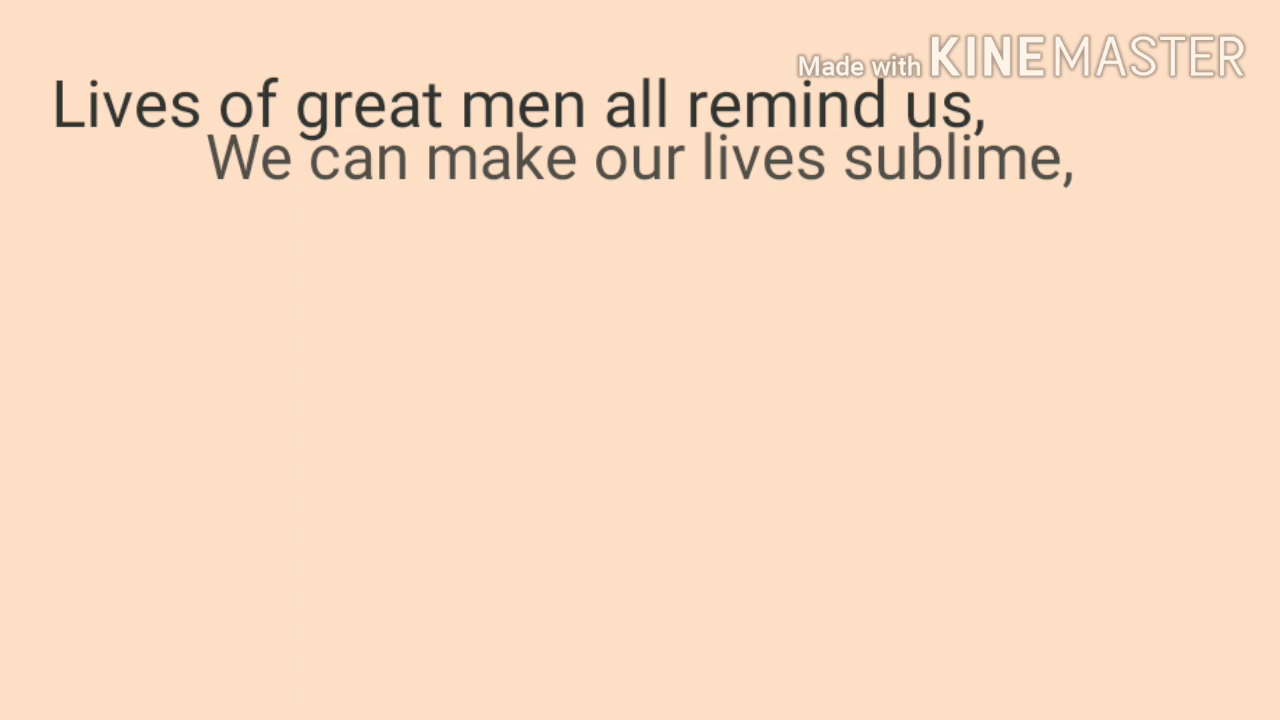 Made with KINEMASTER
Lives of great men all remind us,
We can make our lives sublime,